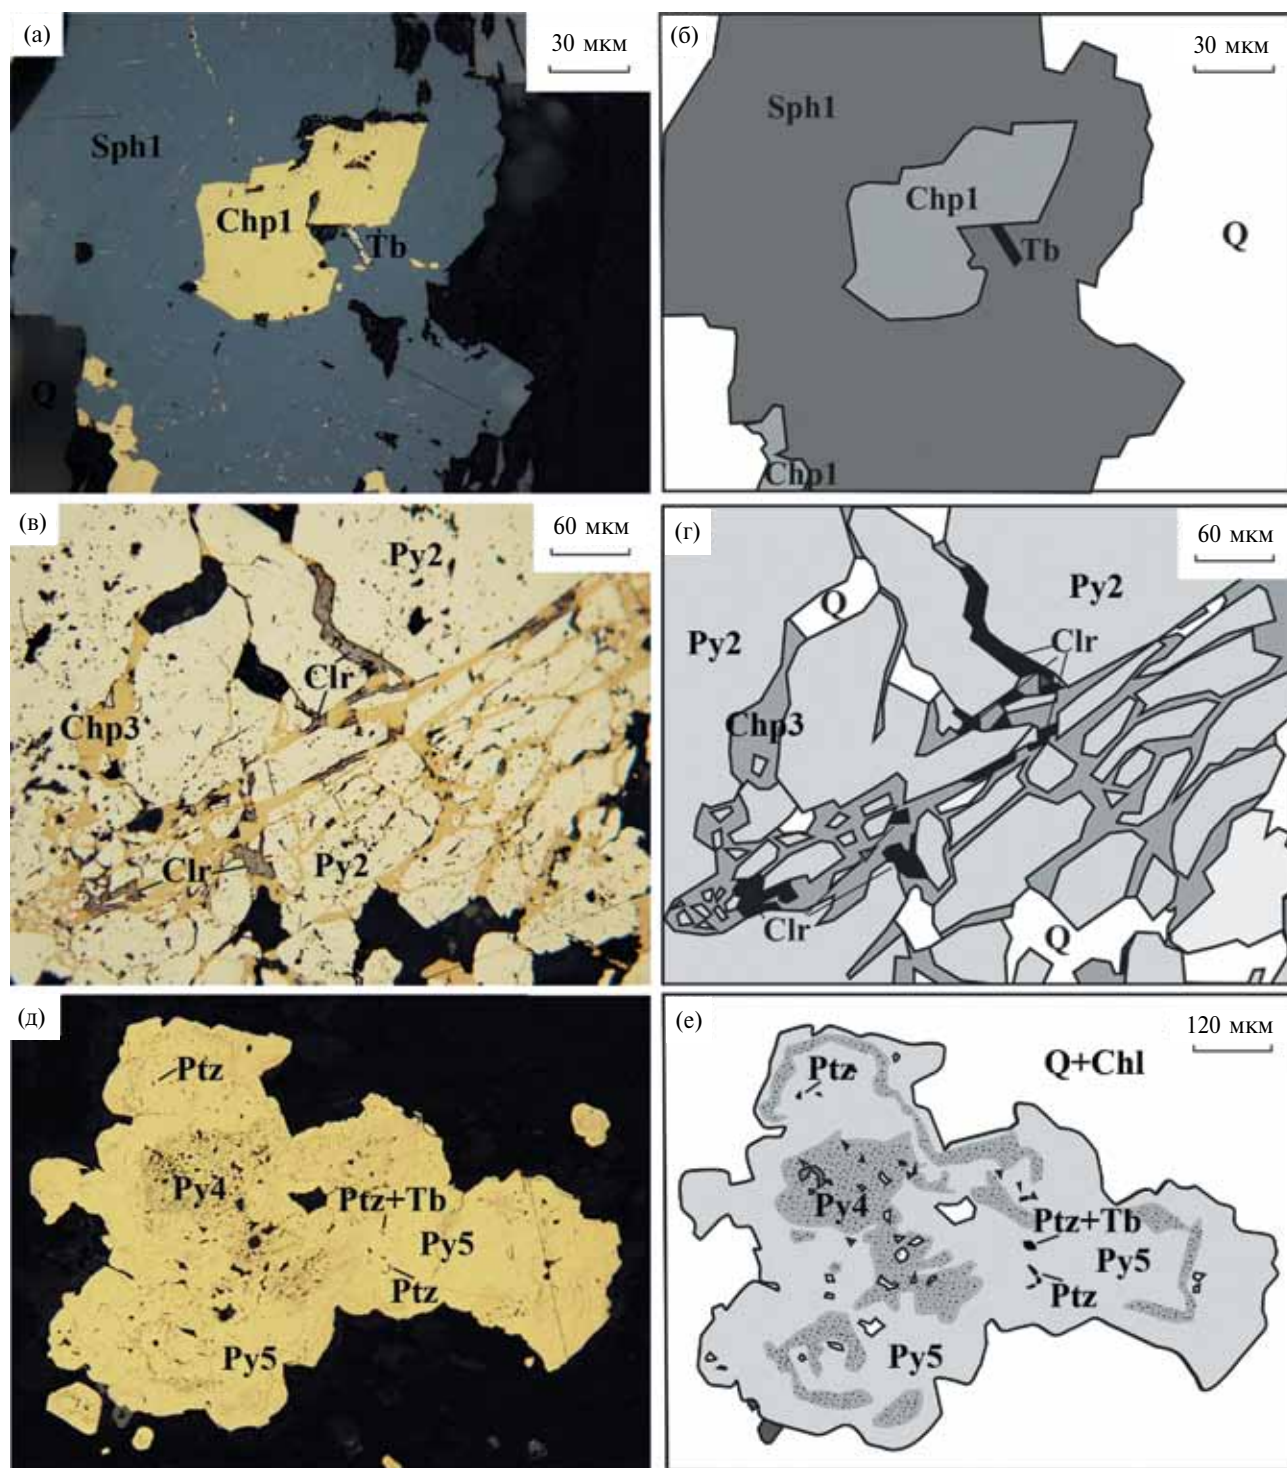 (а)
30 мкм
Sph1
Chp1
Tb
Q
(б)
30 мкм
Sph1
Chp1
Q
Tb
Chp1
(в)
60 мкм
Py2
Clr
Chp3
Py2
Clr
(г)
60 мкм
Py2
Q
Py2
Clr
Chp3
Clr
Q
(д)
Ptz
Py4
Ptz+Tb
Py5
Ptz
Py5
(е)
120 мкм
Q+Chl
Ptz
Py4
Ptz+Tb
Py5
Ptz
Py5